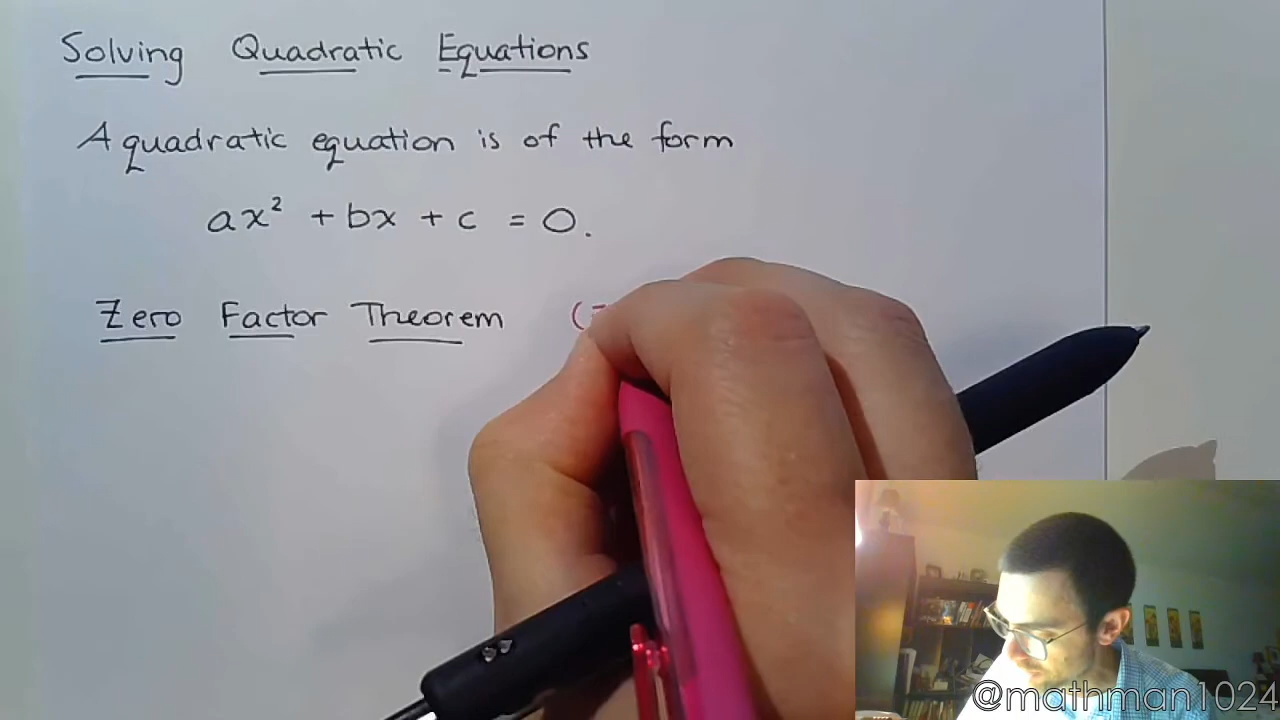 Solving Quadratic Equations
A quadratic equation is of the form
ax² + bx + c = 0.
Zero Factor Theorem (Z
@mathman1024